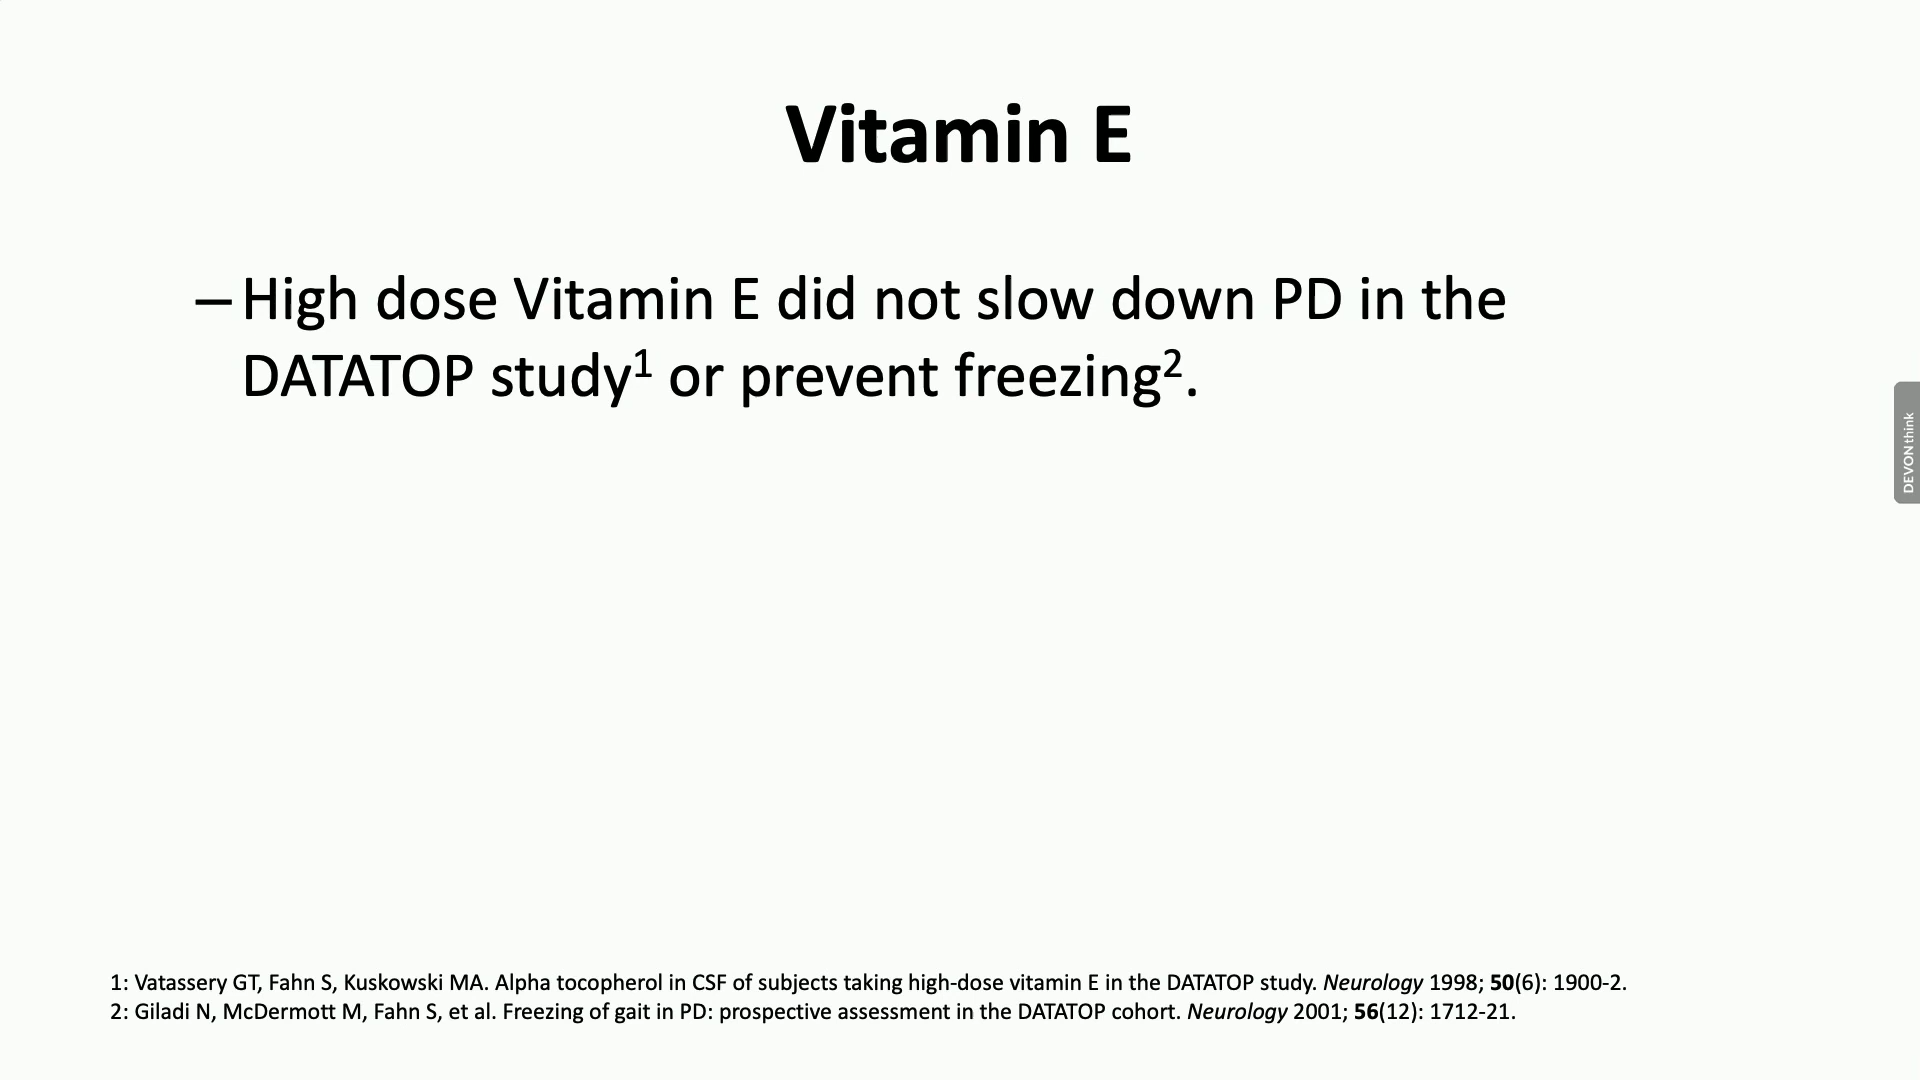 Vitamin E
– High dose Vitamin E did not slow down PD in the
DATATOP study¹ or prevent freezing².
DEVONthink
1: Vatassery GT, Fahn S, Kuskowski MA. Alpha tocopherol in CSF of subjects taking high-dose vitamin E in the DATATOP study. Neurology 1998; 50(6): 1900-2.
2: Giladi N, McDermott M, Fahn S, et al. Freezing of gait in PD: prospective assessment in the DATATOP cohort. Neurology 2001; 56(12): 1712-21.